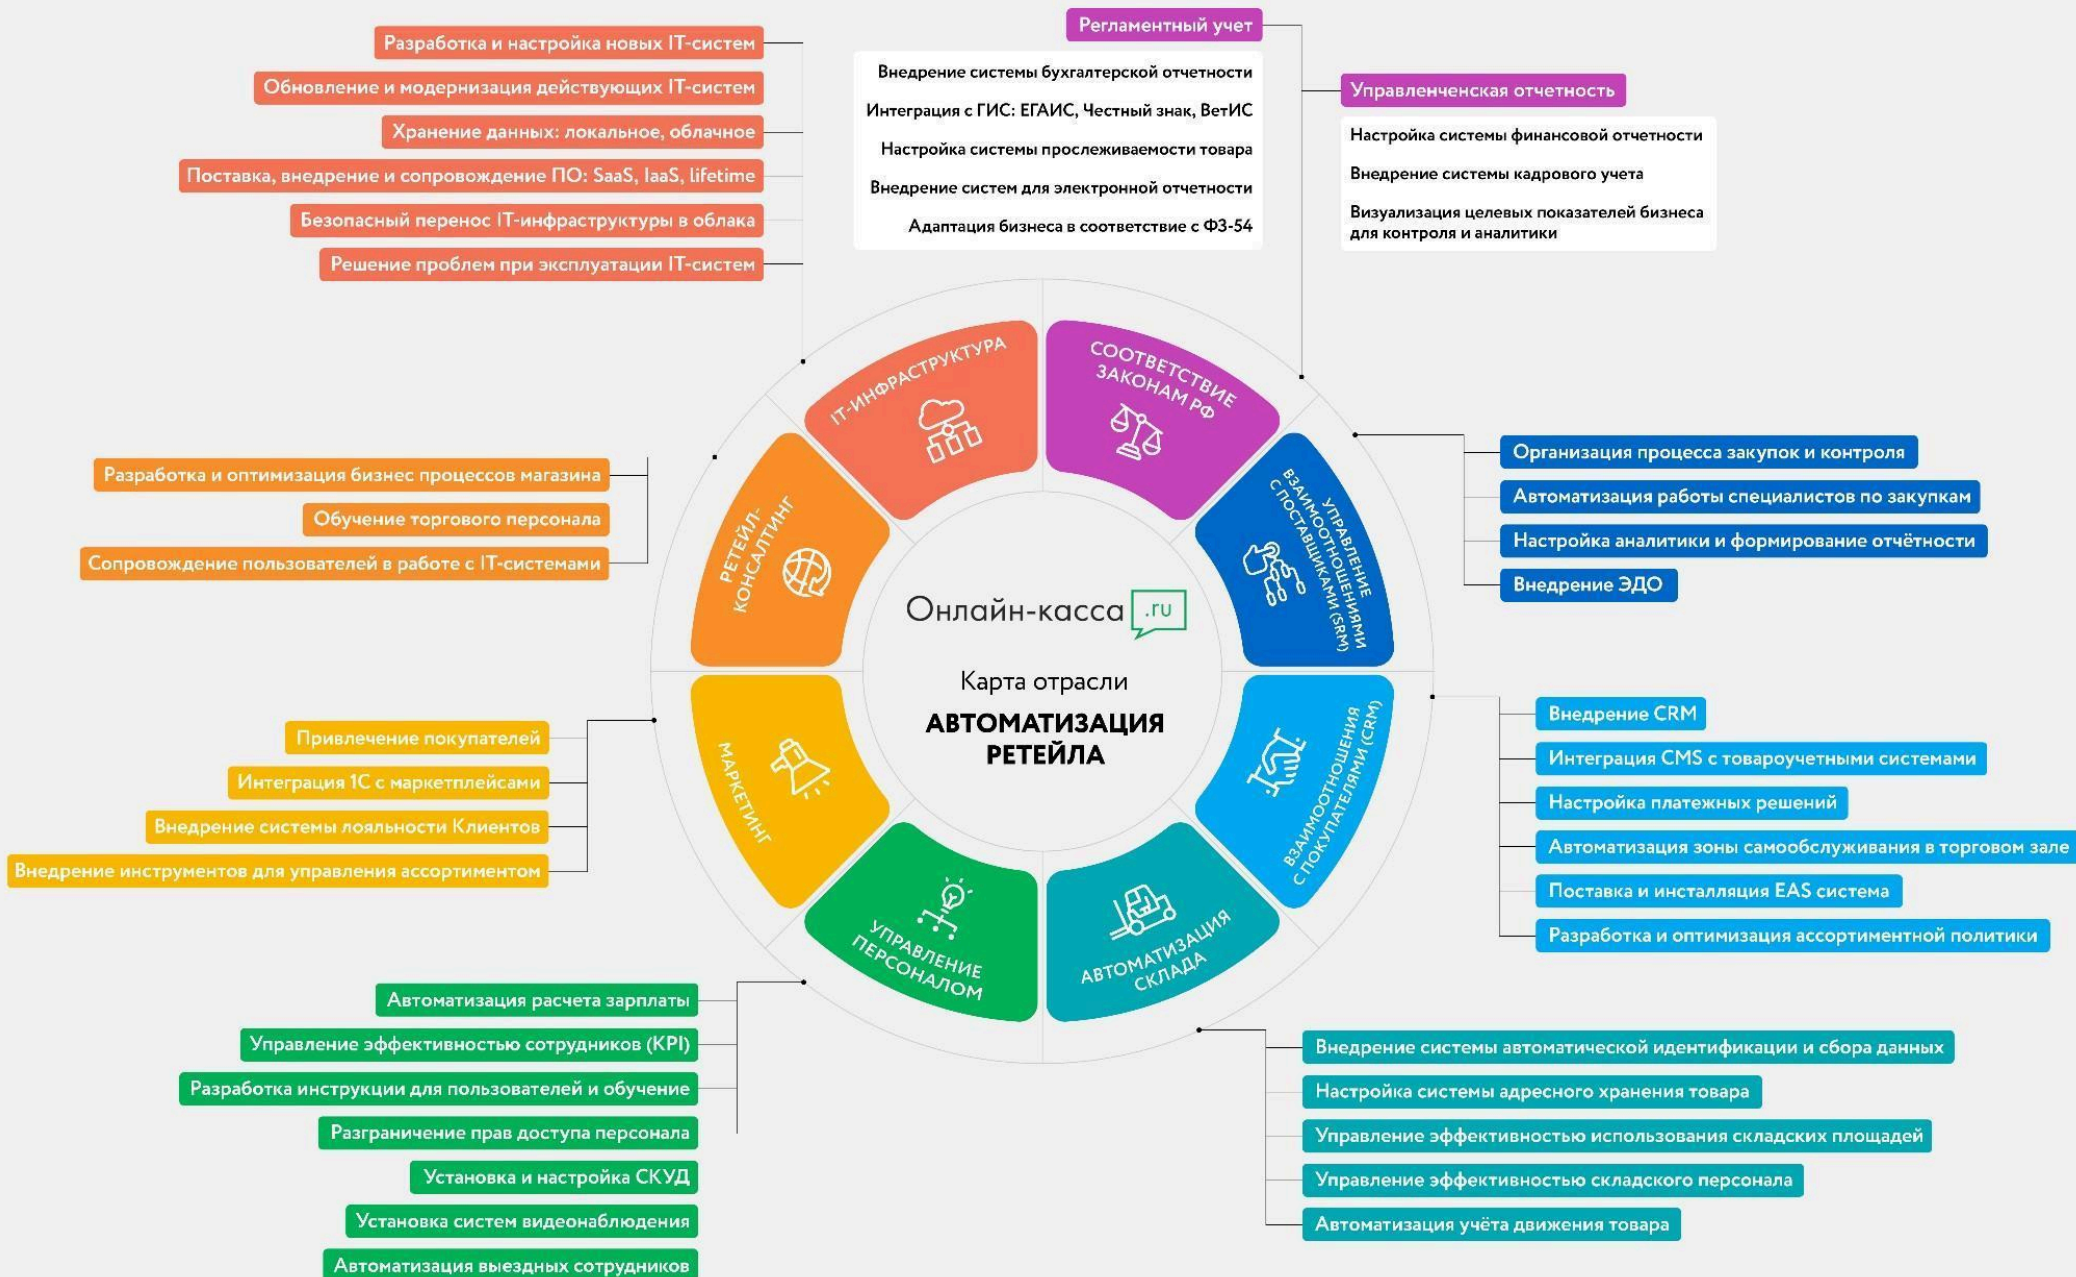 Разработка и настройка новых IT-систем
Обновление и модернизация действующих IT-систем
Хранение данных: локальное, облачное
Поставка, внедрение и сопровождение ПО: SaaS, IaaS, lifetime
Безопасный перенос IT-инфраструктуры в облака
Решение проблем при эксплуатации IT-систем
Регламентный учет
Внедрение системы бухгалтерской отчетности
Интеграция с ГИС: ЕГАИС, Честный знак, ВетИС
Настройка системы прослеживаемости товара
Внедрение систем для электронной отчетности
Адаптация бизнеса в соответствие с ФЗ-54
Управленческая отчетность
Настройка системы финансовой отчетности
Внедрение системы кадрового учета
Визуализация целевых показателей бизнеса
для контроля и аналитики
IT-ИНФРАСТРУКТУРА
СООТВЕТСТВИЕ
ЗАКОНАМ РФ
УПРАВЛЕНИЕ
ВЗАИМООТНОШЕНИЯМИ
С ПОСТАВЩИКАМИ (SRM)
Организация процесса закупок и контроля
Автоматизация работы специалистов по закупкам
Настройка аналитики и формирование отчётности
Внедрение ЭДО
Разработка и оптимизация бизнес процессов магазина
Обучение торгового персонала
Сопровождение пользователей в работе с IT-системами
РЕТЕЙЛ-
КОНСАЛТИНГ
Онлайн-касса .ru
Карта отрасли
АВТОМАТИЗАЦИЯ
РЕТЕЙЛА
ВЗАИМООТНОШЕНИЯ
С ПОКУПАТЕЛЯМИ (CRM)
Внедрение CRM
Интеграция CMS с товароучетными системами
Настройка платежных решений
Автоматизация зоны самообслуживания в торговом зале
Поставка и инсталляция EAS система
Разработка и оптимизация ассортиментной политики
Привлечение покупателей
Интеграция 1С с маркетплейсами
Внедрение системы лояльности Клиентов
Внедрение инструментов для управления ассортиментом
МАРКЕТИНГ
УПРАВЛЕНИЕ
ПЕРСОНАЛОМ
АВТОМАТИЗАЦИЯ
СКЛАДА
Автоматизация расчета зарплаты
Управление эффективностью сотрудников (KPI)
Разработка инструкции для пользователей и обучение
Разграничение прав доступа персонала
Установка и настройка СКУД
Установка систем видеонаблюдения
Автоматизация выездных сотрудников
Внедрение системы автоматической идентификации и сбора данных
Настройка системы адресного хранения товара
Управление эффективностью использования складских площадей
Управление эффективностью складского персонала
Автоматизация учёта движения товара